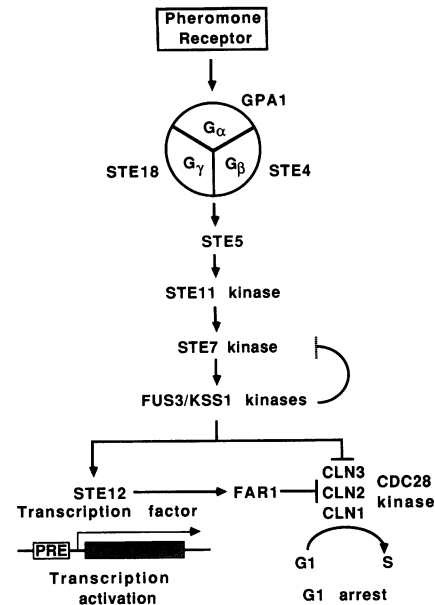 Pheromone
Receptor
GPA1
Gα
STE18
Gγ
Gβ
STE4
STE5
STE11 kinase
STE7 kinase
FUS3/KSS1 kinases
STE12
Transcription factor
FAR1
CLN3
CLN2
CLN1
CDC28
kinase
PRE
Transcription
activation
G1
S
G1 arrest